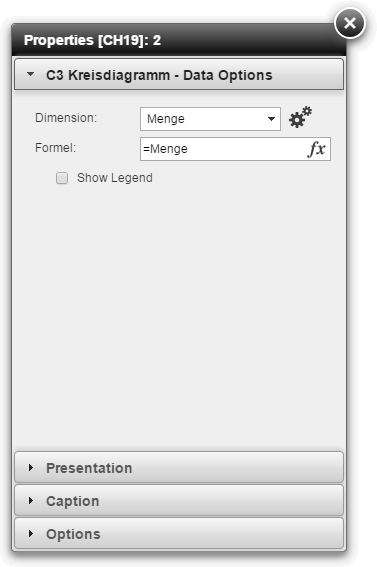 Properties [CH19]: 2
C3 Kreisdiagramm - Data Options
Dimension: Menge
Formel: =Menge fx
Show Legend
Presentation
Caption
Options